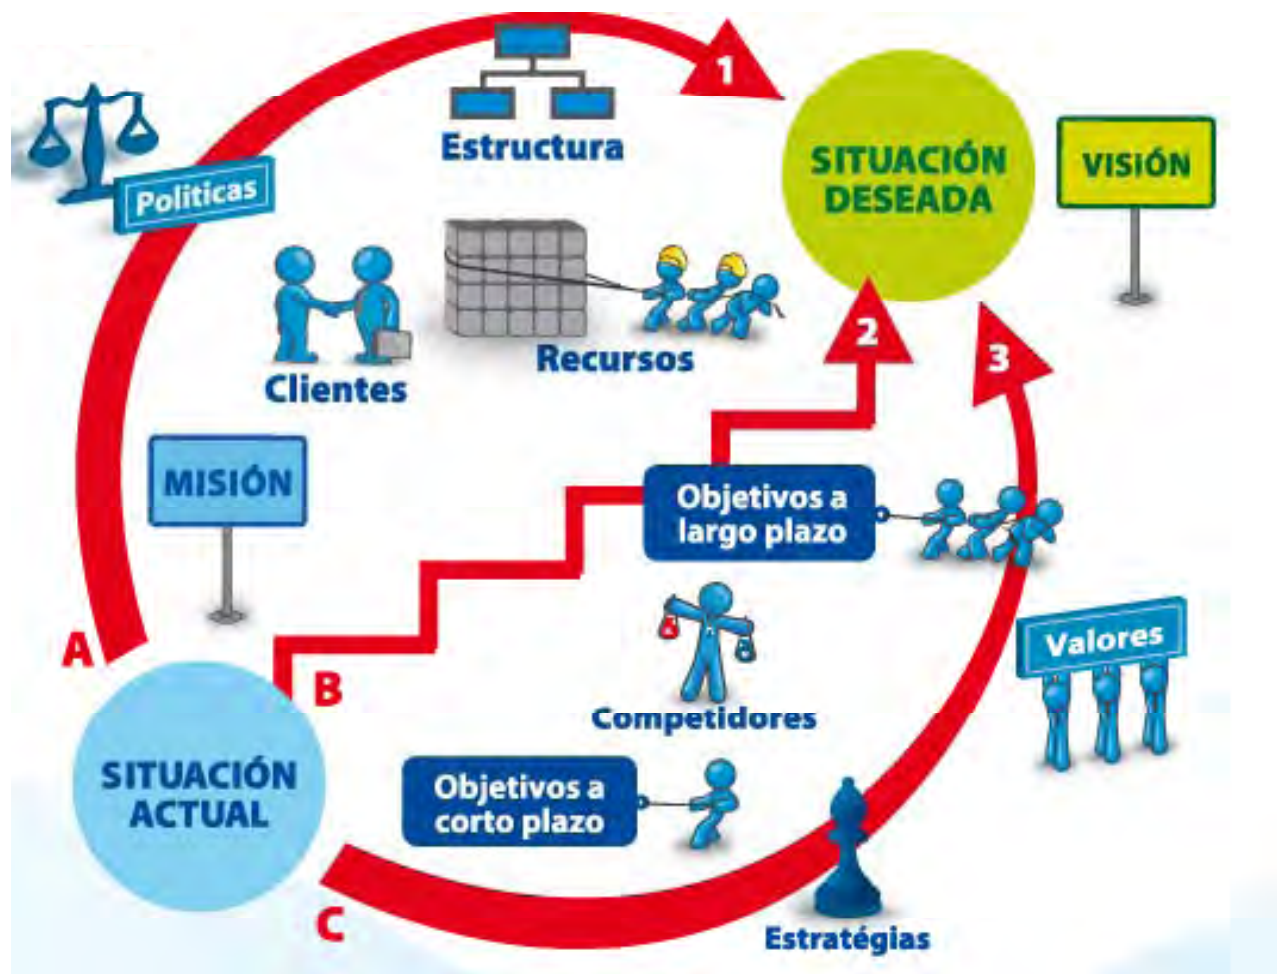 1
Estructura
SITUACIÓN
DESEADA
VISIÓN
Políticas
Clientes
Recursos
2
3
MISIÓN
Objetivos a
largo plazo
A
B
Valores
Competidores
SITUACIÓN
ACTUAL
Objetivos a
corto plazo
C
Estratégias